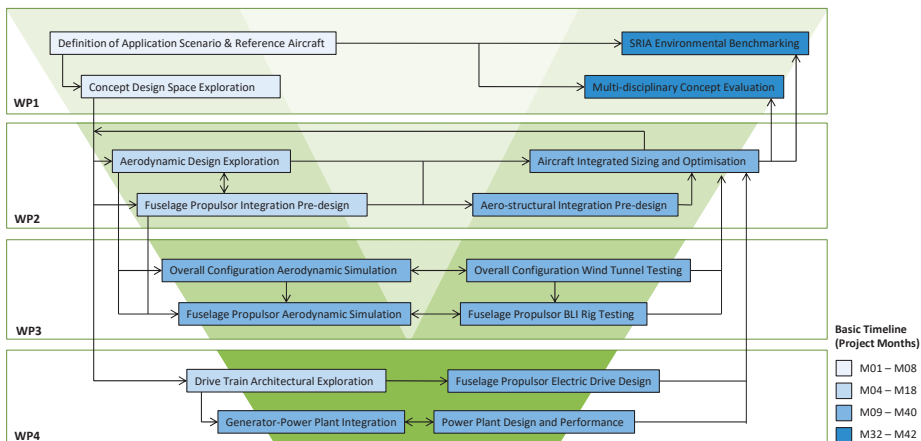 Definition of Application Scenario & Reference Aircraft
SRIA Environmental Benchmarking
Concept Design Space Exploration
Multi-disciplinary Concept Evaluation
WP1
Aerodynamic Design Exploration
Aircraft Integrated Sizing and Optimisation
Fuselage Propulsor Integration Pre-design
Aero-structural Integration Pre-design
WP2
Overall Configuration Aerodynamic Simulation
Overall Configuration Wind Tunnel Testing
Fuselage Propulsor Aerodynamic Simulation
Fuselage Propulsor BLI Rig Testing
WP3
Drive Train Architectural Exploration
Fuselage Propulsor Electric Drive Design
Generator-Power Plant Integration
Power Plant Design and Performance
WP4
Basic Timeline
(Project Months)
M01 – M08
M04 – M18
M09 – M40
M32 – M42